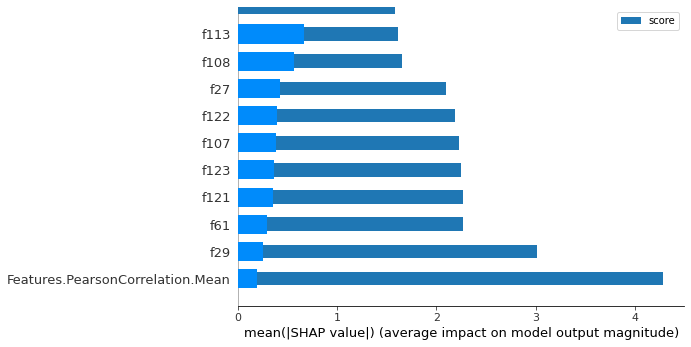 score
f113
f108
f27
f122
f107
f123
f121
f61
f29
Features.PearsonCorrelation.Mean
0 1 2 3 4
mean(|SHAP value|) (average impact on model output magnitude)